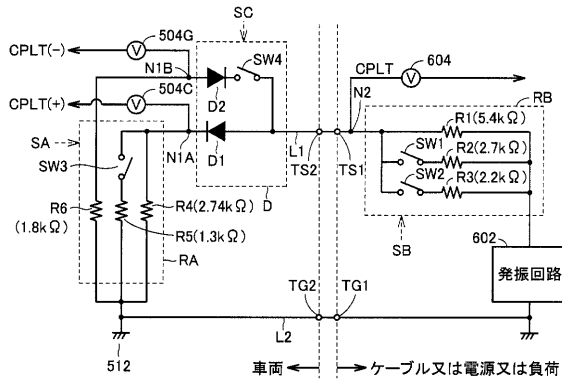 504G
SC
CPLT(-)
V
SW4
604
N1B
504C
CPLT
V
CPLT(+)
V
D2
N2
RB
SA
R1(5.4kΩ)
N1A
D1
L1
SW1
SW3
TS2
TS1
R2(2.7kΩ)
SW2
D
R3(2.2kΩ)
R6
(1.8kΩ)
R4(2.74kΩ)
R5(1.3kΩ)
SB
602
RA
発振回路
TG2
TG1
L2
512
車両
ケーブル又は電源又は負荷